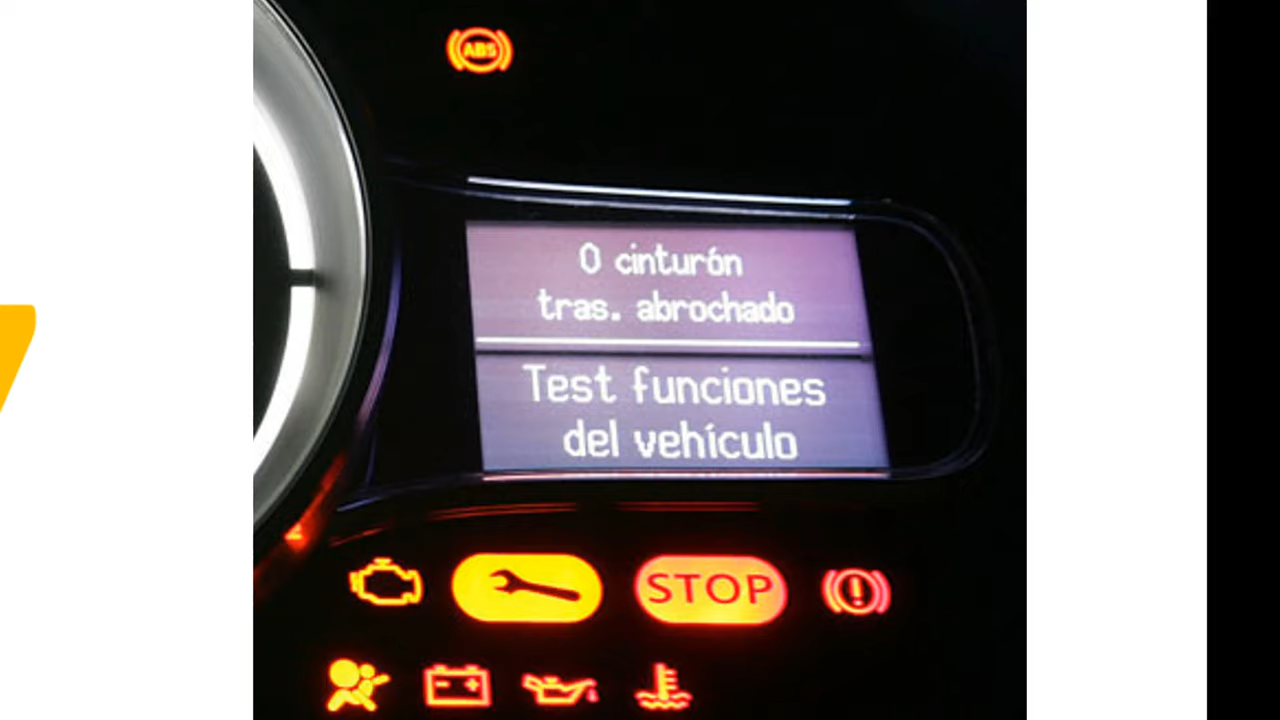 ABS
0 cinturón
tras. abrochado
Test funciones
del vehículo
STOP